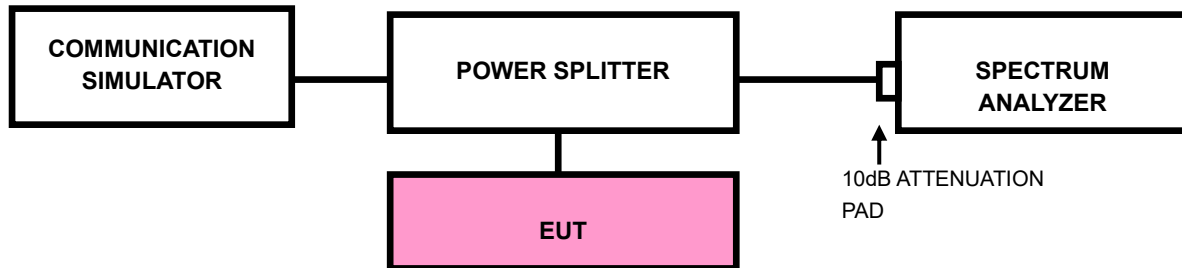 COMMUNICATION
SIMULATOR
POWER SPLITTER
SPECTRUM
ANALYZER
10dB ATTENUATION
PAD
EUT